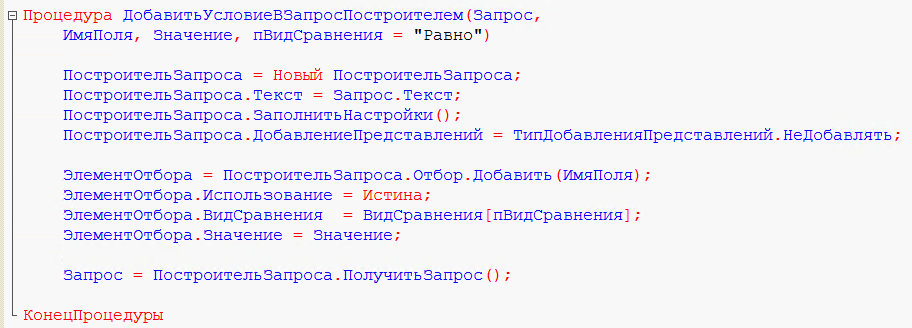 Процедура ДобавитьУсловиеВЗапросПостроителем(Запрос,
ИмяПоля, Значение, пВидСравнения = "Равно")
ПостроительЗапроса = Новый ПостроительЗапроса;
ПостроительЗапроса.Текст = Запрос.Текст;
ПостроительЗапроса.ЗаполнитьНастройки();
ПостроительЗапроса.ДобавлениеПредставлений = ТипДобавленияПредставлений.НеДобавлять;
ЭлементОтбора = ПостроительЗапроса.Отбор.Добавить(ИмяПоля);
ЭлементОтбора.Использование = Истина;
ЭлементОтбора.ВидСравнения  = ВидСравнения[пВидСравнения];
ЭлементОтбора.Значение = Значение;
Запрос = ПостроительЗапроса.ПолучитьЗапрос();
КонецПроцедуры